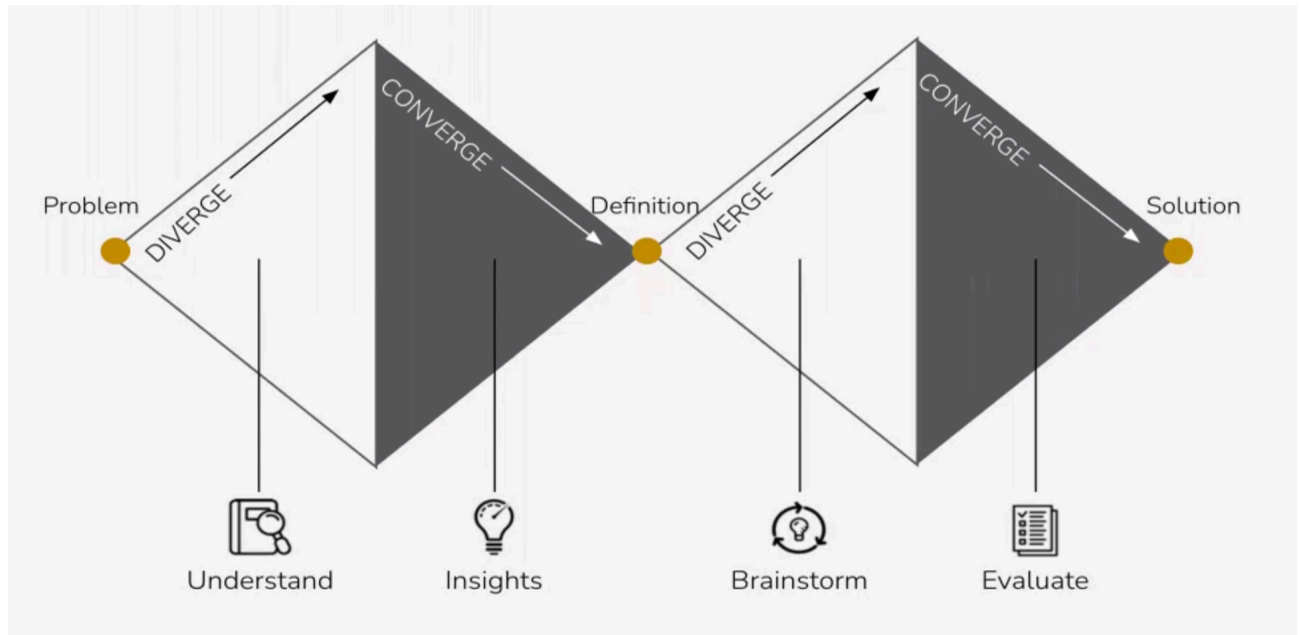 CONVERGE
CONVERGE
Problem
DIVERGE
Definition
DIVERGE
Solution
Understand
Insights
Brainstorm
Evaluate